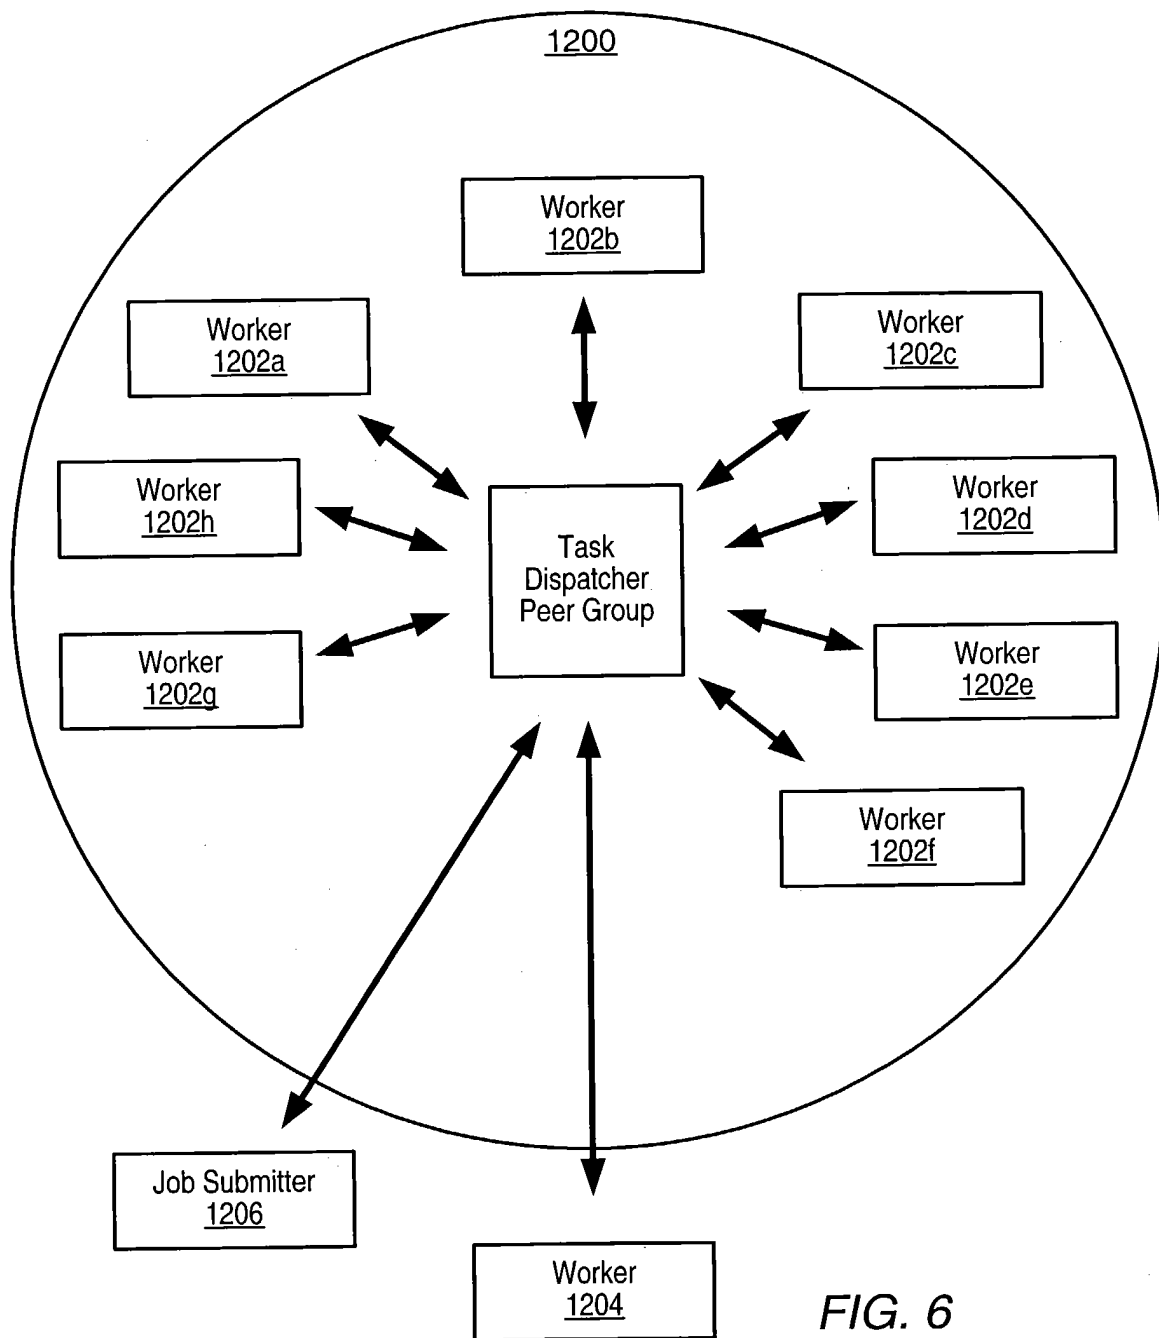 1200
Worker
1202b
Worker
1202a
Worker
1202c
Worker
1202h
Worker
1202d
Task
Dispatcher
Peer Group
Worker
1202g
Worker
1202e
Worker
1202f
Job Submitter
1206
Worker
1204
FIG. 6